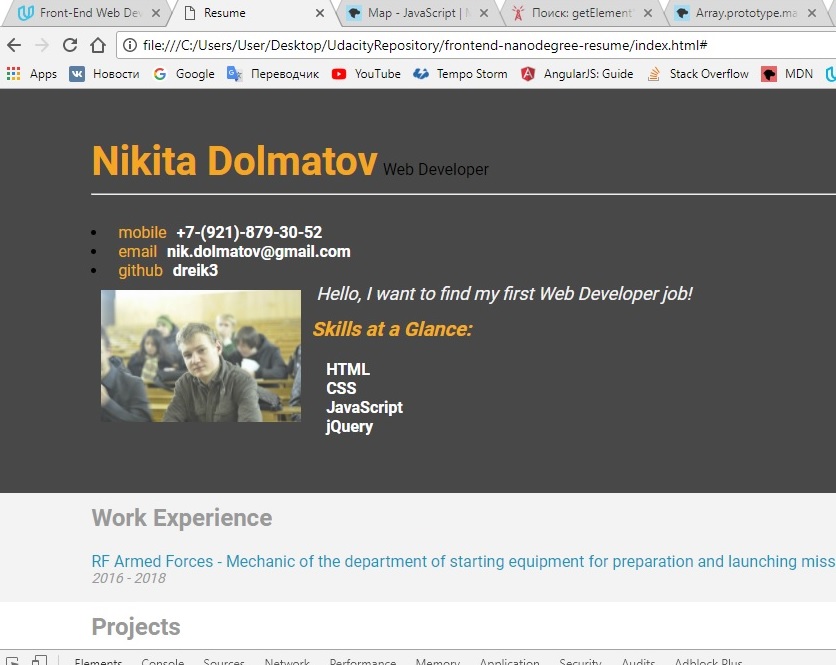 Front-End Web Dev
Resume
Map - JavaScript |
Поиск: getElement
Array.prototype.ma
file:///C:/Users/User/Desktop/UdacityRepository/frontend-nanodegree-resume/index.html#
Apps Новости Google Переводчик YouTube Tempo Storm AngularJS: Guide Stack Overflow MDN
Nikita Dolmatov Web Developer
mobile +7-(921)-879-30-52
email nik.dolmatov@gmail.com
github dreik3
Hello, I want to find my first Web Developer job!
Skills at a Glance:
HTML
CSS
JavaScript
jQuery
Work Experience
RF Armed Forces - Mechanic of the department of starting equipment for preparation and launching miss
2016 - 2018
Projects
Elements Console Sources Network Performance Memory Application Security Audits Adblock Plus